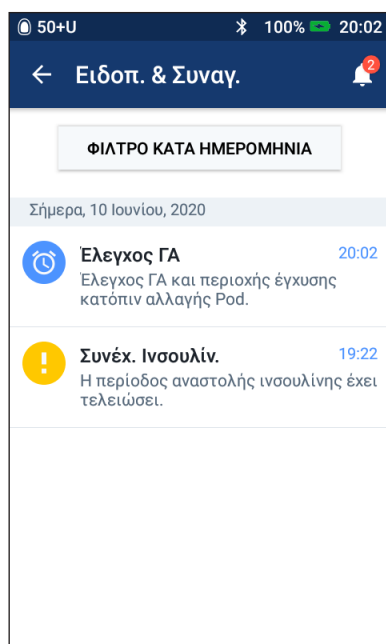 50+U 100% 20:02
Ειδοπ. & Συναγ. 2
ΦΙΛΤΡΟ ΚΑΤΑ ΗΜΕΡΟΜΗΝΙΑ
Σήμερα, 10 Ιουνίου, 2020
Έλεγχος ΓΑ 20:02
Έλεγχος ΓΑ και περιοχής έγχυσης
κατόπιν αλλαγής Pod.
Συνέχ. Ινσουλίν. 19:22
Η περίοδος αναστολής ινσουλίνης έχει
τελειώσει.